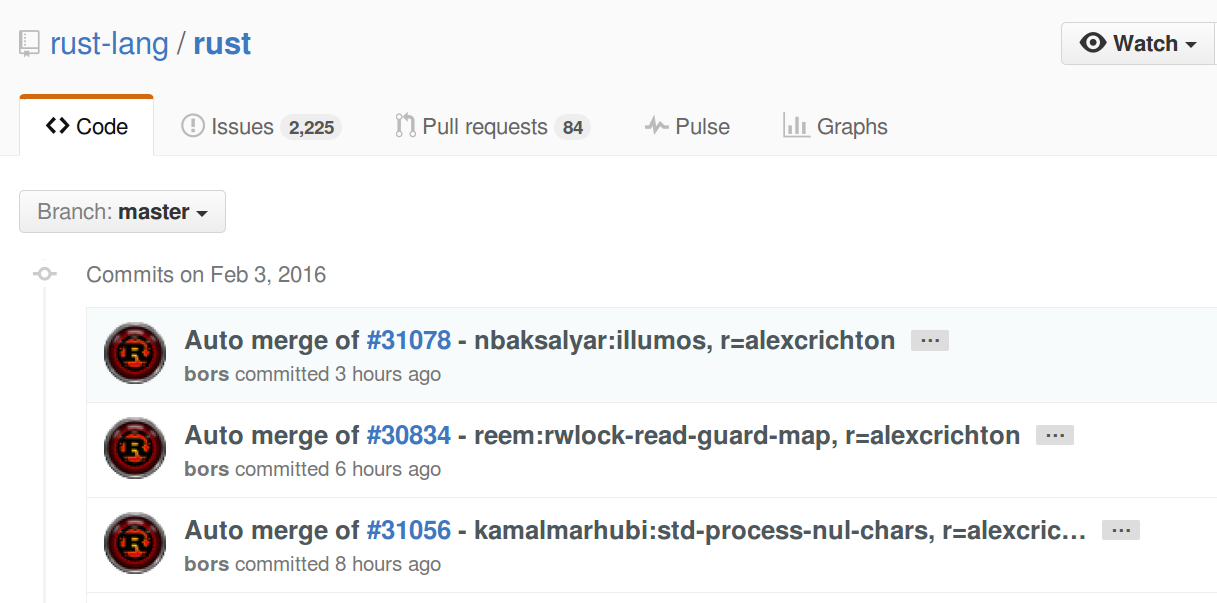 rust-lang / rust
Watch
Code
Issues 2,225
Pull requests 84
Pulse
Graphs
Branch: master
Commits on Feb 3, 2016
Auto merge of #31078 - nbaksalyar:illumos, r=alexcrichton ...
bors committed 3 hours ago
Auto merge of #30834 - reem:rwlock-read-guard-map, r=alexcrichton ...
bors committed 6 hours ago
Auto merge of #31056 - kamalmarhubi:std-process-nul-chars, r=alexcric... ...
bors committed 8 hours ago